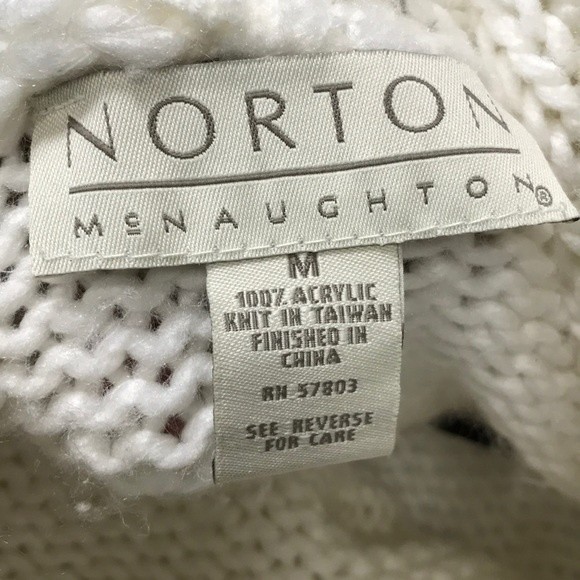 NORTON
McNAUGHTON®
M
100% ACRYLIC
KNIT IN TAIWAN
FINISHED IN
CHINA
RN 57803
SEE REVERSE
FOR CARE